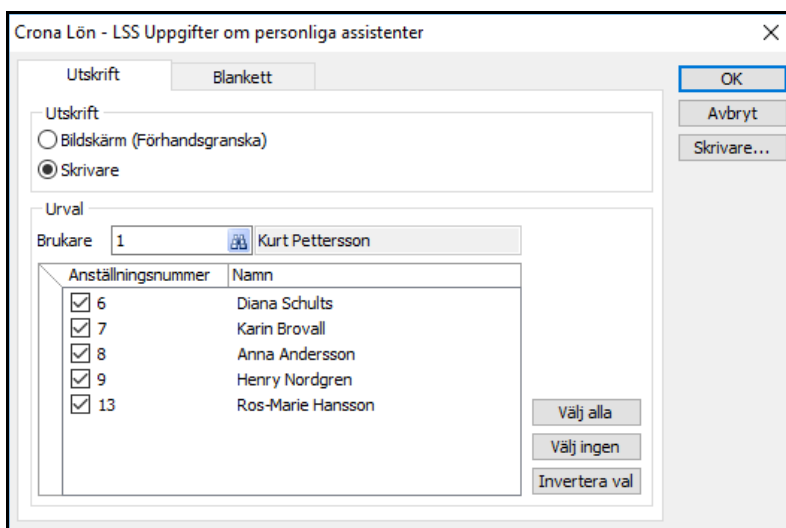 Crona Lön - LSS Uppgifter om personliga assistenter
Utskrift
Blankett
OK
Avbryt
Skrivare...
Utskrift
Bildskärm (Förhandsgranska)
Skrivare
Urval
Brukare 1 Kurt Pettersson
Anställningsnummer Namn
6 Diana Schults
7 Karin Brovall
8 Anna Andersson
9 Henry Nordgren
13 Ros-Marie Hansson
Välj alla
Välj ingen
Invertera val